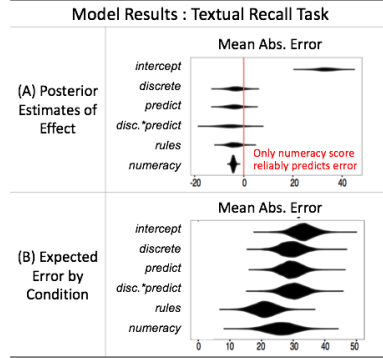 Model Results : Textual Recall Task
Mean Abs. Error
(A) Posterior
Estimates of
Effect
intercept
discrete
predict
disc.*predict
rules
numeracy
Only numeracy score
reliably predicts error
-20 0 20 40
Mean Abs. Error
(B) Expected
Error by
Condition
intercept
discrete
predict
disc.*predict
rules
numeracy
0 10 20 30 40 50